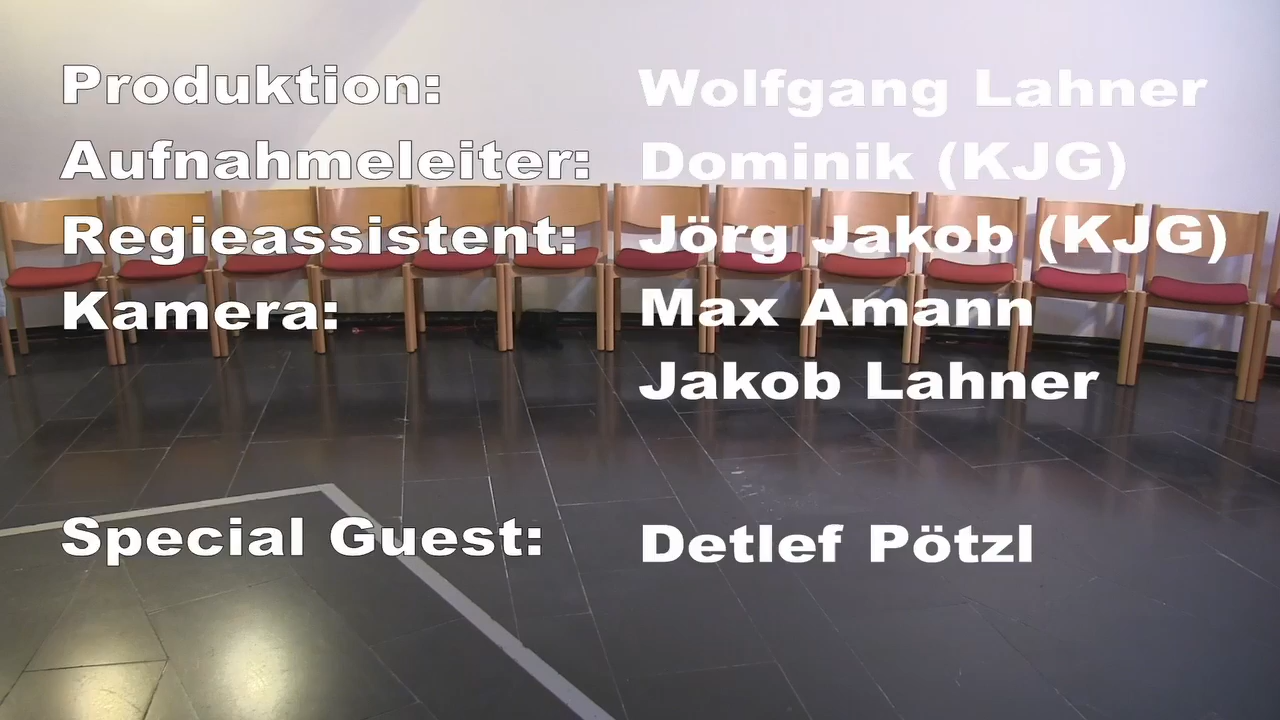 Produktion: Wolfgang Lahner
Aufnahmeleiter: Dominik (KJG)
Regieassistent: Jörg Jakob (KJG)
Kamera: Max Amann
Jakob Lahner
Special Guest: Detlef Pötzl